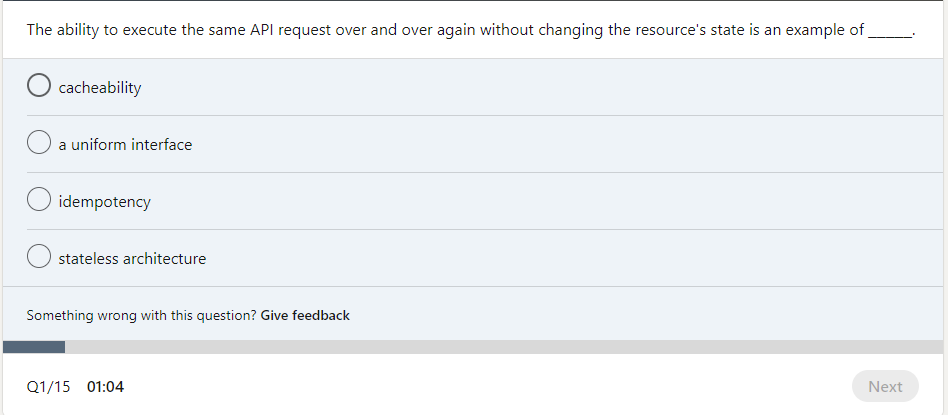 The ability to execute the same API request over and over again without changing the resource's state is an example of _____.
cacheability
a uniform interface
idempotency
stateless architecture
Something wrong with this question? Give feedback
Q1/15 01:04 Next